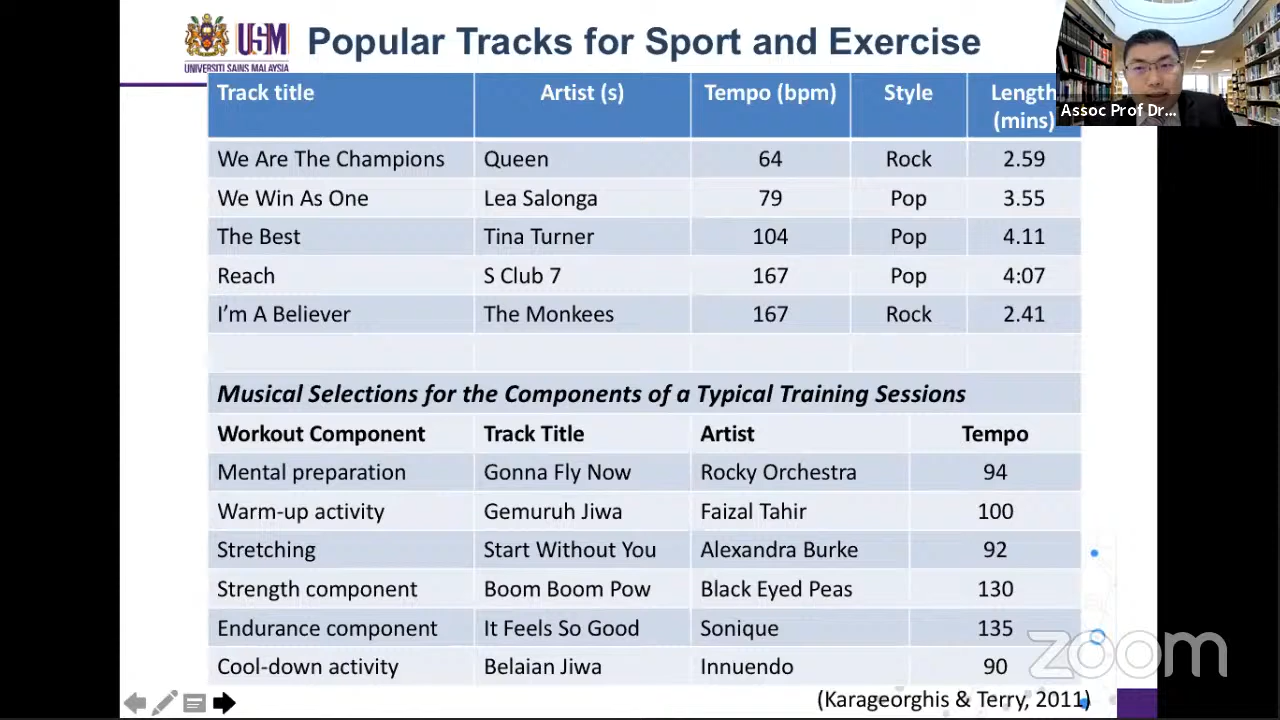 USM
UNIVERSITI SAINS MALAYSIA
Popular Tracks for Sport and Exercise
Assoc Prof Dr...
Track title Artist (s) Tempo (bpm) Style Length (mins)
We Are The Champions Queen 64 Rock 2.59
We Win As One Lea Salonga 79 Pop 3.55
The Best Tina Turner 104 Pop 4.11
Reach S Club 7 167 Pop 4:07
I'm A Believer The Monkees 167 Rock 2.41
Musical Selections for the Components of a Typical Training Sessions
Workout Component Track Title Artist Tempo
Mental preparation Gonna Fly Now Rocky Orchestra 94
Warm-up activity Gemuruh Jiwa Faizal Tahir 100
Stretching Start Without You Alexandra Burke 92
Strength component Boom Boom Pow Black Eyed Peas 130
Endurance component It Feels So Good Sonique 135
Cool-down activity Belaian Jiwa Innuendo 90
zoom
(Karageorghis & Terry, 2011)